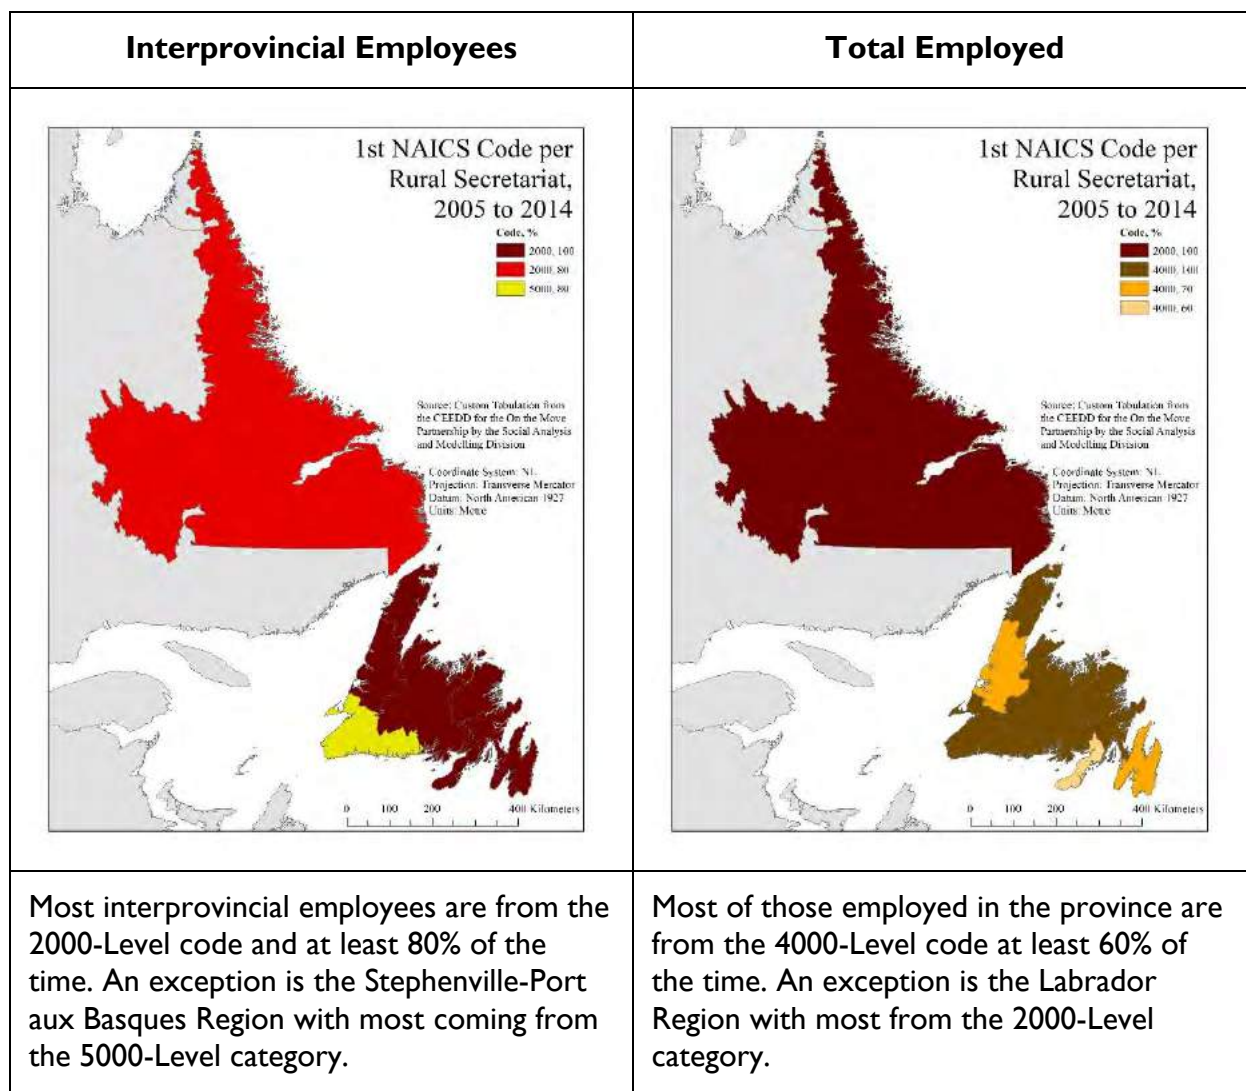 Interprovincial Employees
Total Employed
1st NAICS Code per
Rural Secretariat,
2005 to 2014
Code, %
2000, 100
2000, 80
5000, 80
Source: Custom Tabulation from
the CEEDD for the On the Move
Partnership by the Social Analysis
and Modelling Division
Coordinate System: NL
Projection: Transverse Mercator
Datum: North American 1927
Units: Metre
0 100 200 400 Kilometers
1st NAICS Code per
Rural Secretariat,
2005 to 2014
Code, %
2000, 100
4000, 100
4000, 70
4000, 60
Source: Custom Tabulation from
the CEEDD for the On the Move
Partnership by the Social Analysis
and Modelling Division
Coordinate System: NL
Projection: Transverse Mercator
Datum: North American 1927
Units: Metre
0 100 200 400 Kilometers
Most interprovincial employees are from the
2000-Level code and at least 80% of the
time. An exception is the Stephenville-Port
aux Basques Region with most coming from
the 5000-Level category.
Most of those employed in the province are
from the 4000-Level code at least 60% of
the time. An exception is the Labrador
Region with most from the 2000-Level
category.